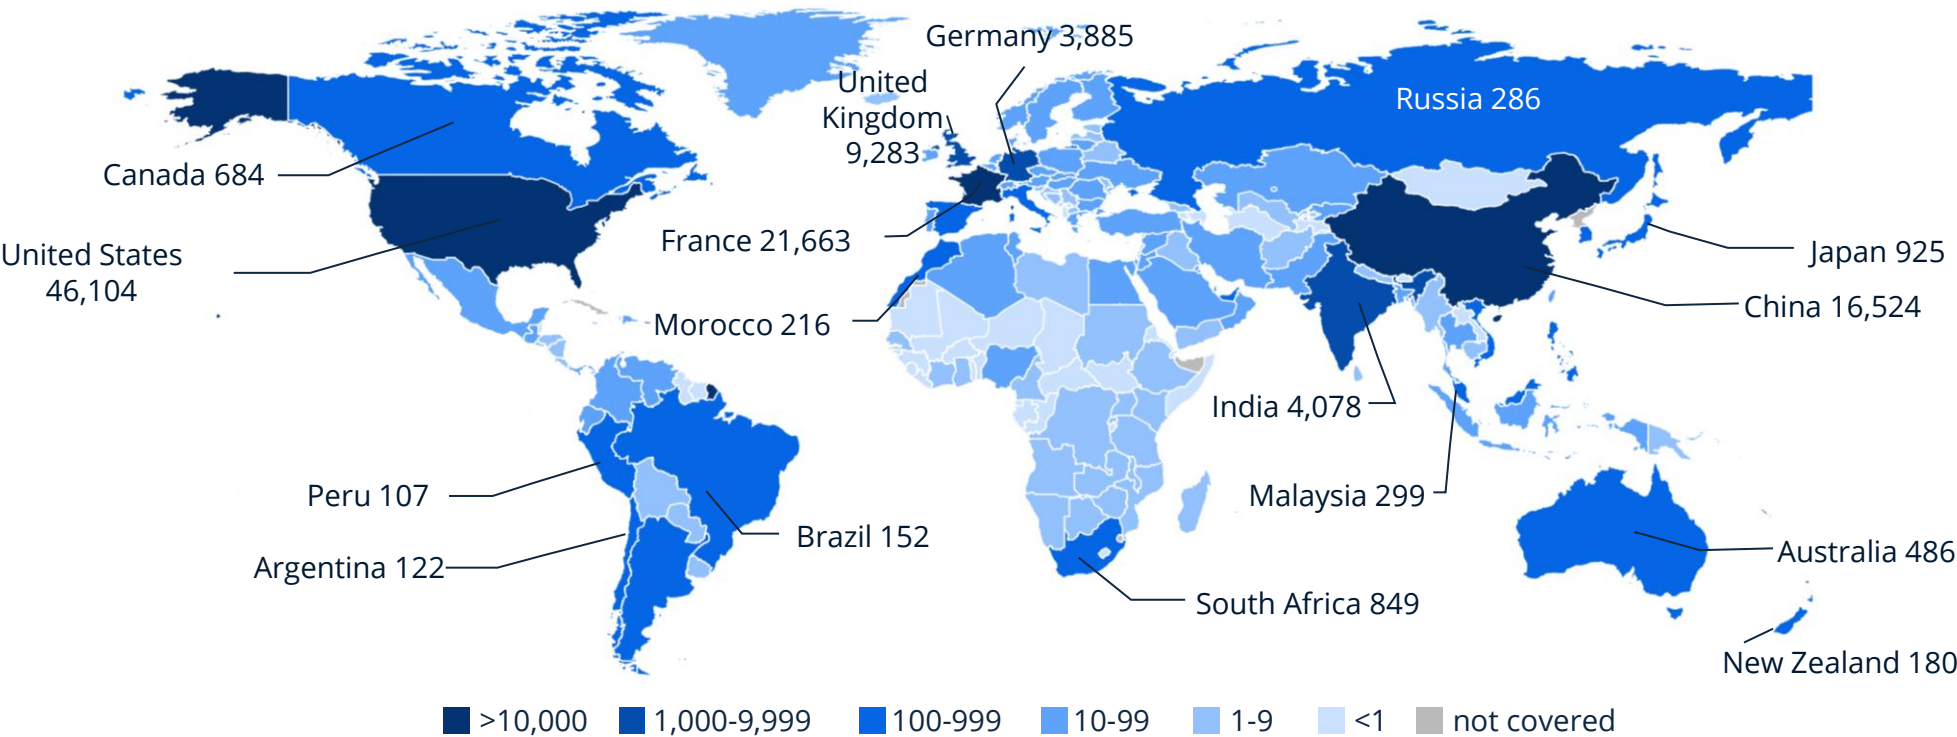 Germany 3,885
United
Kingdom
9,283
Russia 286
Canada 684
United States
46,104
France 21,663
Japan 925
China 16,524
Morocco 216
India 4,078
Peru 107
Malaysia 299
Brazil 152
Argentina 122
Australia 486
South Africa 849
New Zealand 180
>10,000 1,000-9,999 100-999 10-99 1-9 <1 not covered